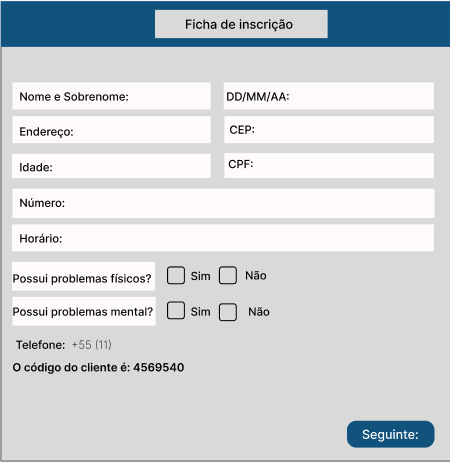 Ficha de inscrição
Nome e Sobrenome: DD/MM/AA:
Endereço: CEP:
Idade: CPF:
Número:
Horário:
Possui problemas físicos? Sim Não
Possui problemas mental? Sim Não
Telefone: +55 (11)
O código do cliente é: 4569540
Seguinte: